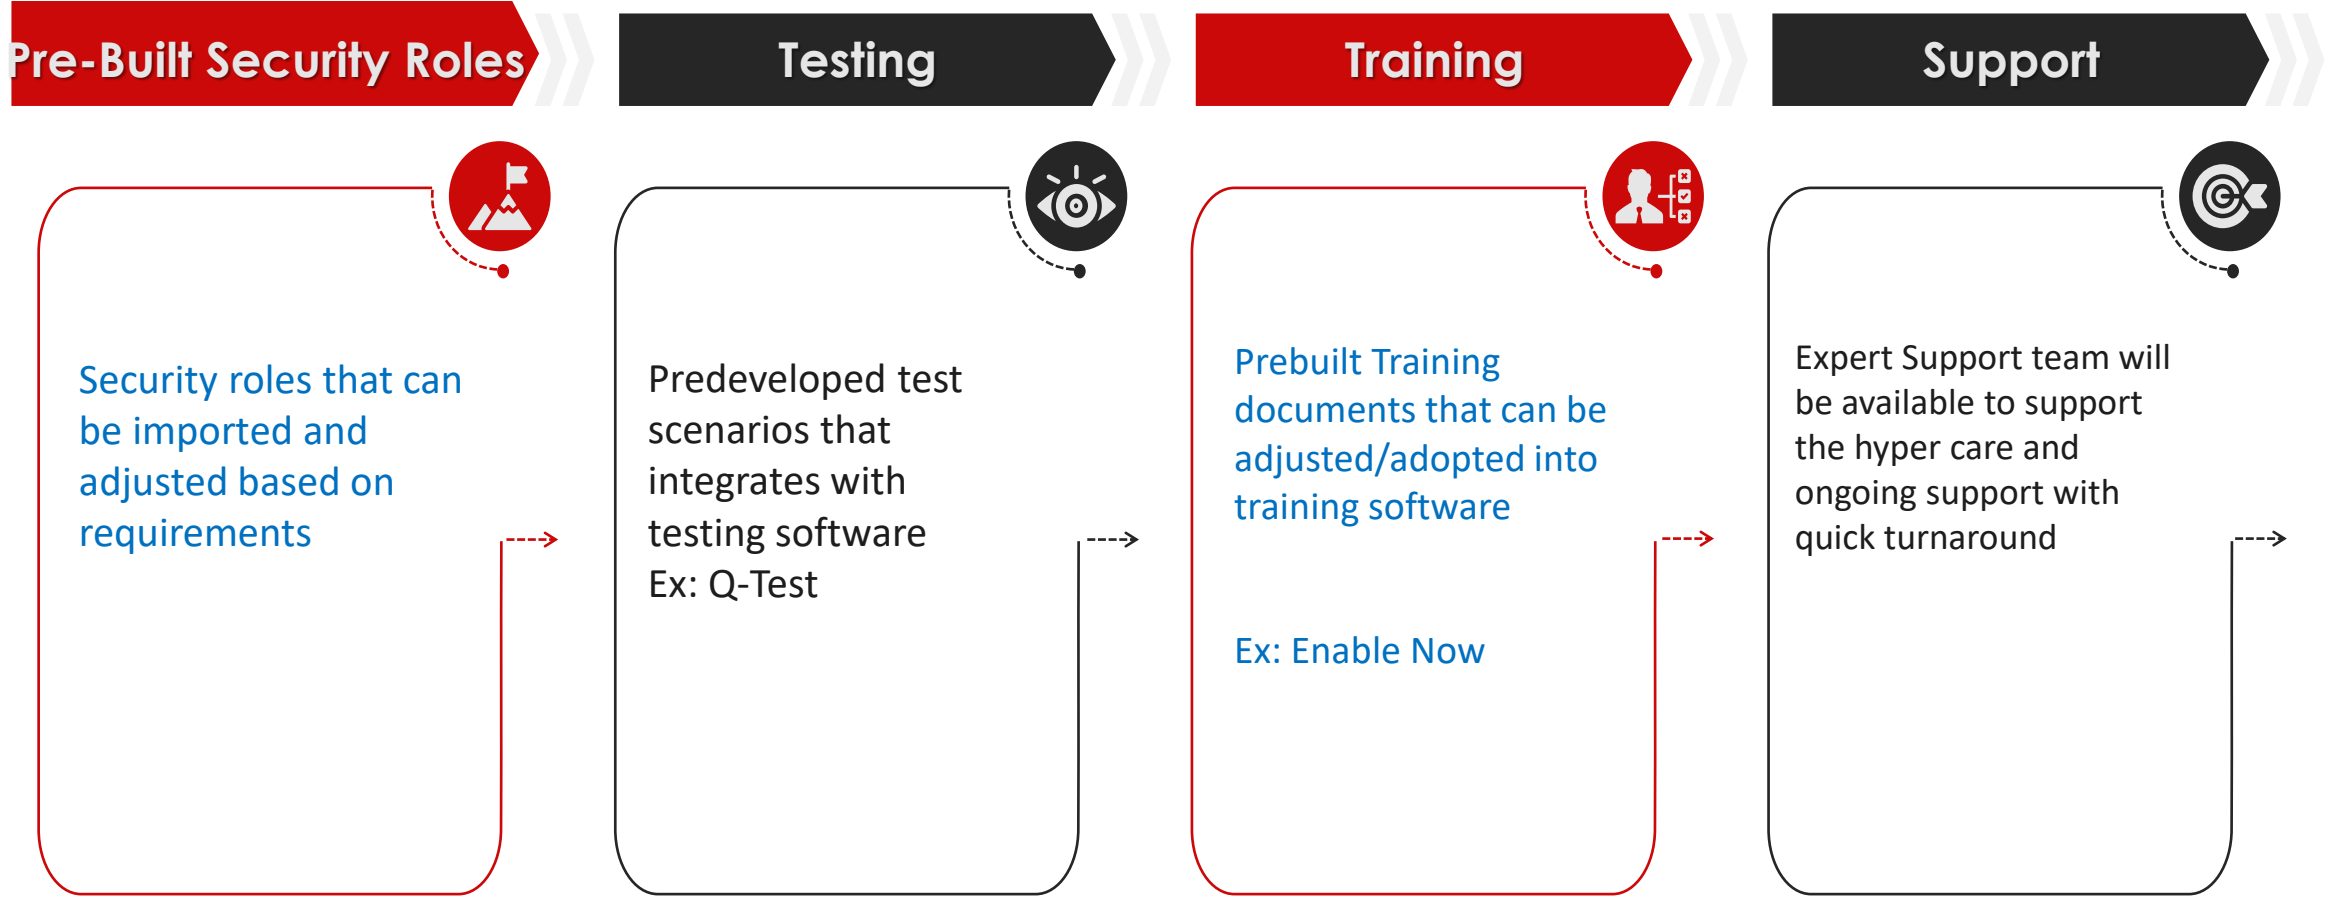 Pre-Built Security Roles
Testing
Training
Support
Security roles that can
be imported and
adjusted based on
requirements
Predeveloped test
scenarios that
integrates with
testing software
Ex: Q-Test
Prebuilt Training
documents that can be
adjusted/adopted into
training software
Ex: Enable Now
Expert Support team will
be available to support
the hyper care and
ongoing support with
quick turnaround